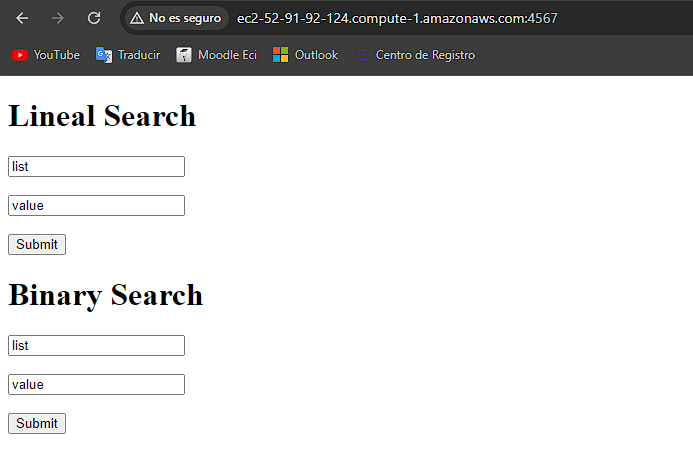 No es seguro ec2-52-91-92-124.compute-1.amazonaws.com:4567
YouTube Traducir Moodle Eci Outlook Centro de Registro
Lineal Search
list
value
Submit
Binary Search
list
value
Submit